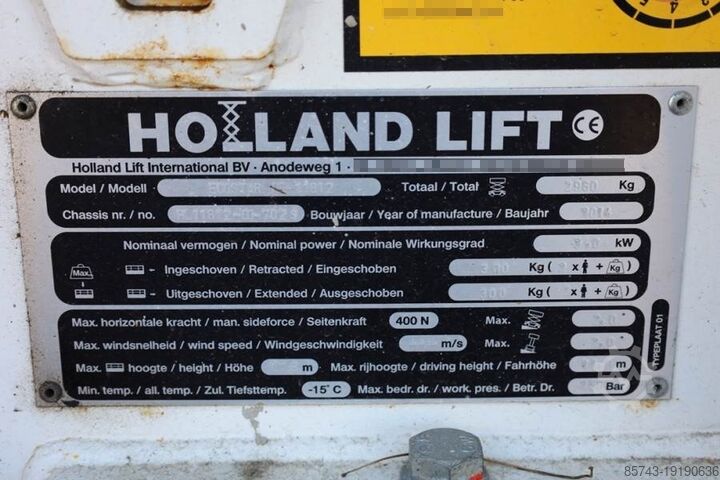 HOLLAND LIFT CE
Holland Lift International BV · Anodeweg 1 ·
Model / Modell Totaal / Total 2960 Kg
Chassis nr. / no. Bouwjaar / Year of manufacture / Baujahr 2014
Nominaal vermogen / Nominal power / Nominale Wirkungsgrad kW
Max. - Ingeschoven / Retracted / Eingeschoben Kg ( x + Kg )
- Uitgeschoven / Extended / Ausgeschoben 300 Kg ( x + Kg )
Max. horizontale kracht / man. sideforce / Seitenkraft 400 N Max.
Max. windsnelheid / wind speed / Windgeschwindigkeit m/s Max.
Max. hoogte / height / Höhe m Max. rijhoogte / driving height / Fahrhöhe m
Min. temp. / all. temp. / Zul. Tiefsttemp. -15°C Max. bedr. dr. / work. pres. / Betr. Dr. Bar
TYPEPLAAT 01
85743-19190636